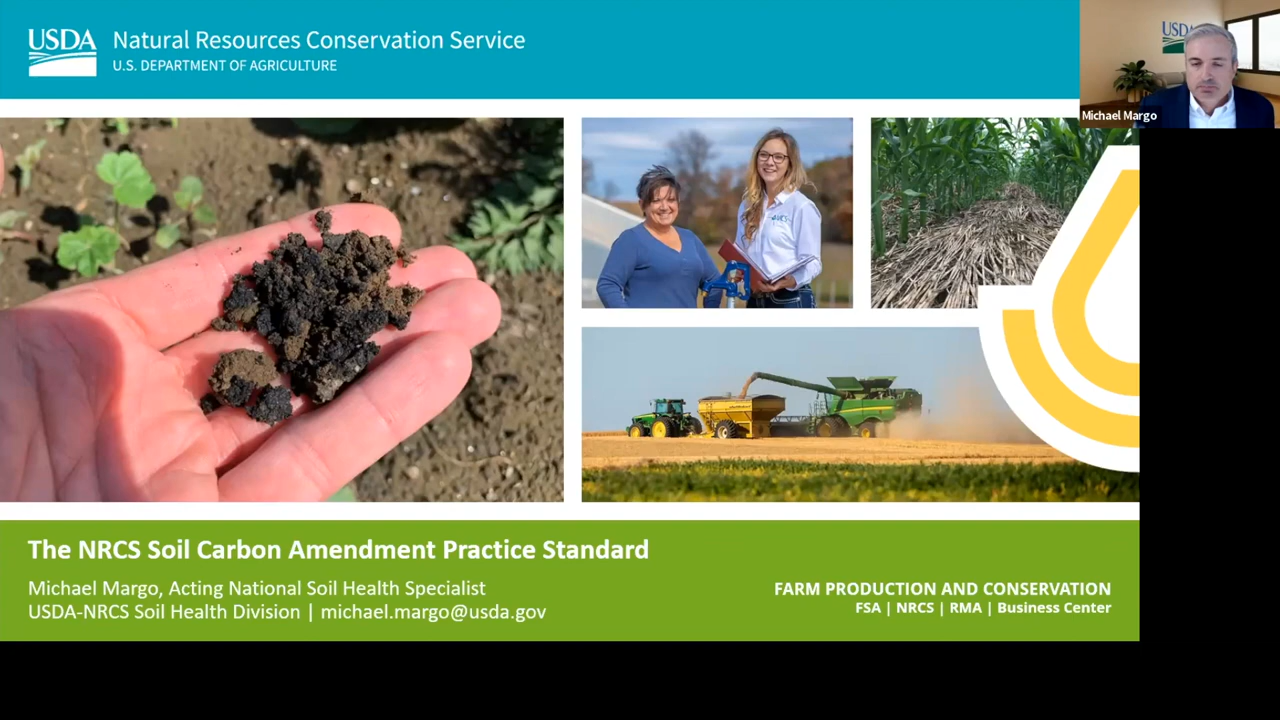 USDA
Natural Resources Conservation Service
U.S. DEPARTMENT OF AGRICULTURE
USDA
Michael Margo
The NRCS Soil Carbon Amendment Practice Standard
Michael Margo, Acting National Soil Health Specialist
USDA-NRCS Soil Health Division | michael.margo@usda.gov
FARM PRODUCTION AND CONSERVATION
FSA | NRCS | RMA | Business Center